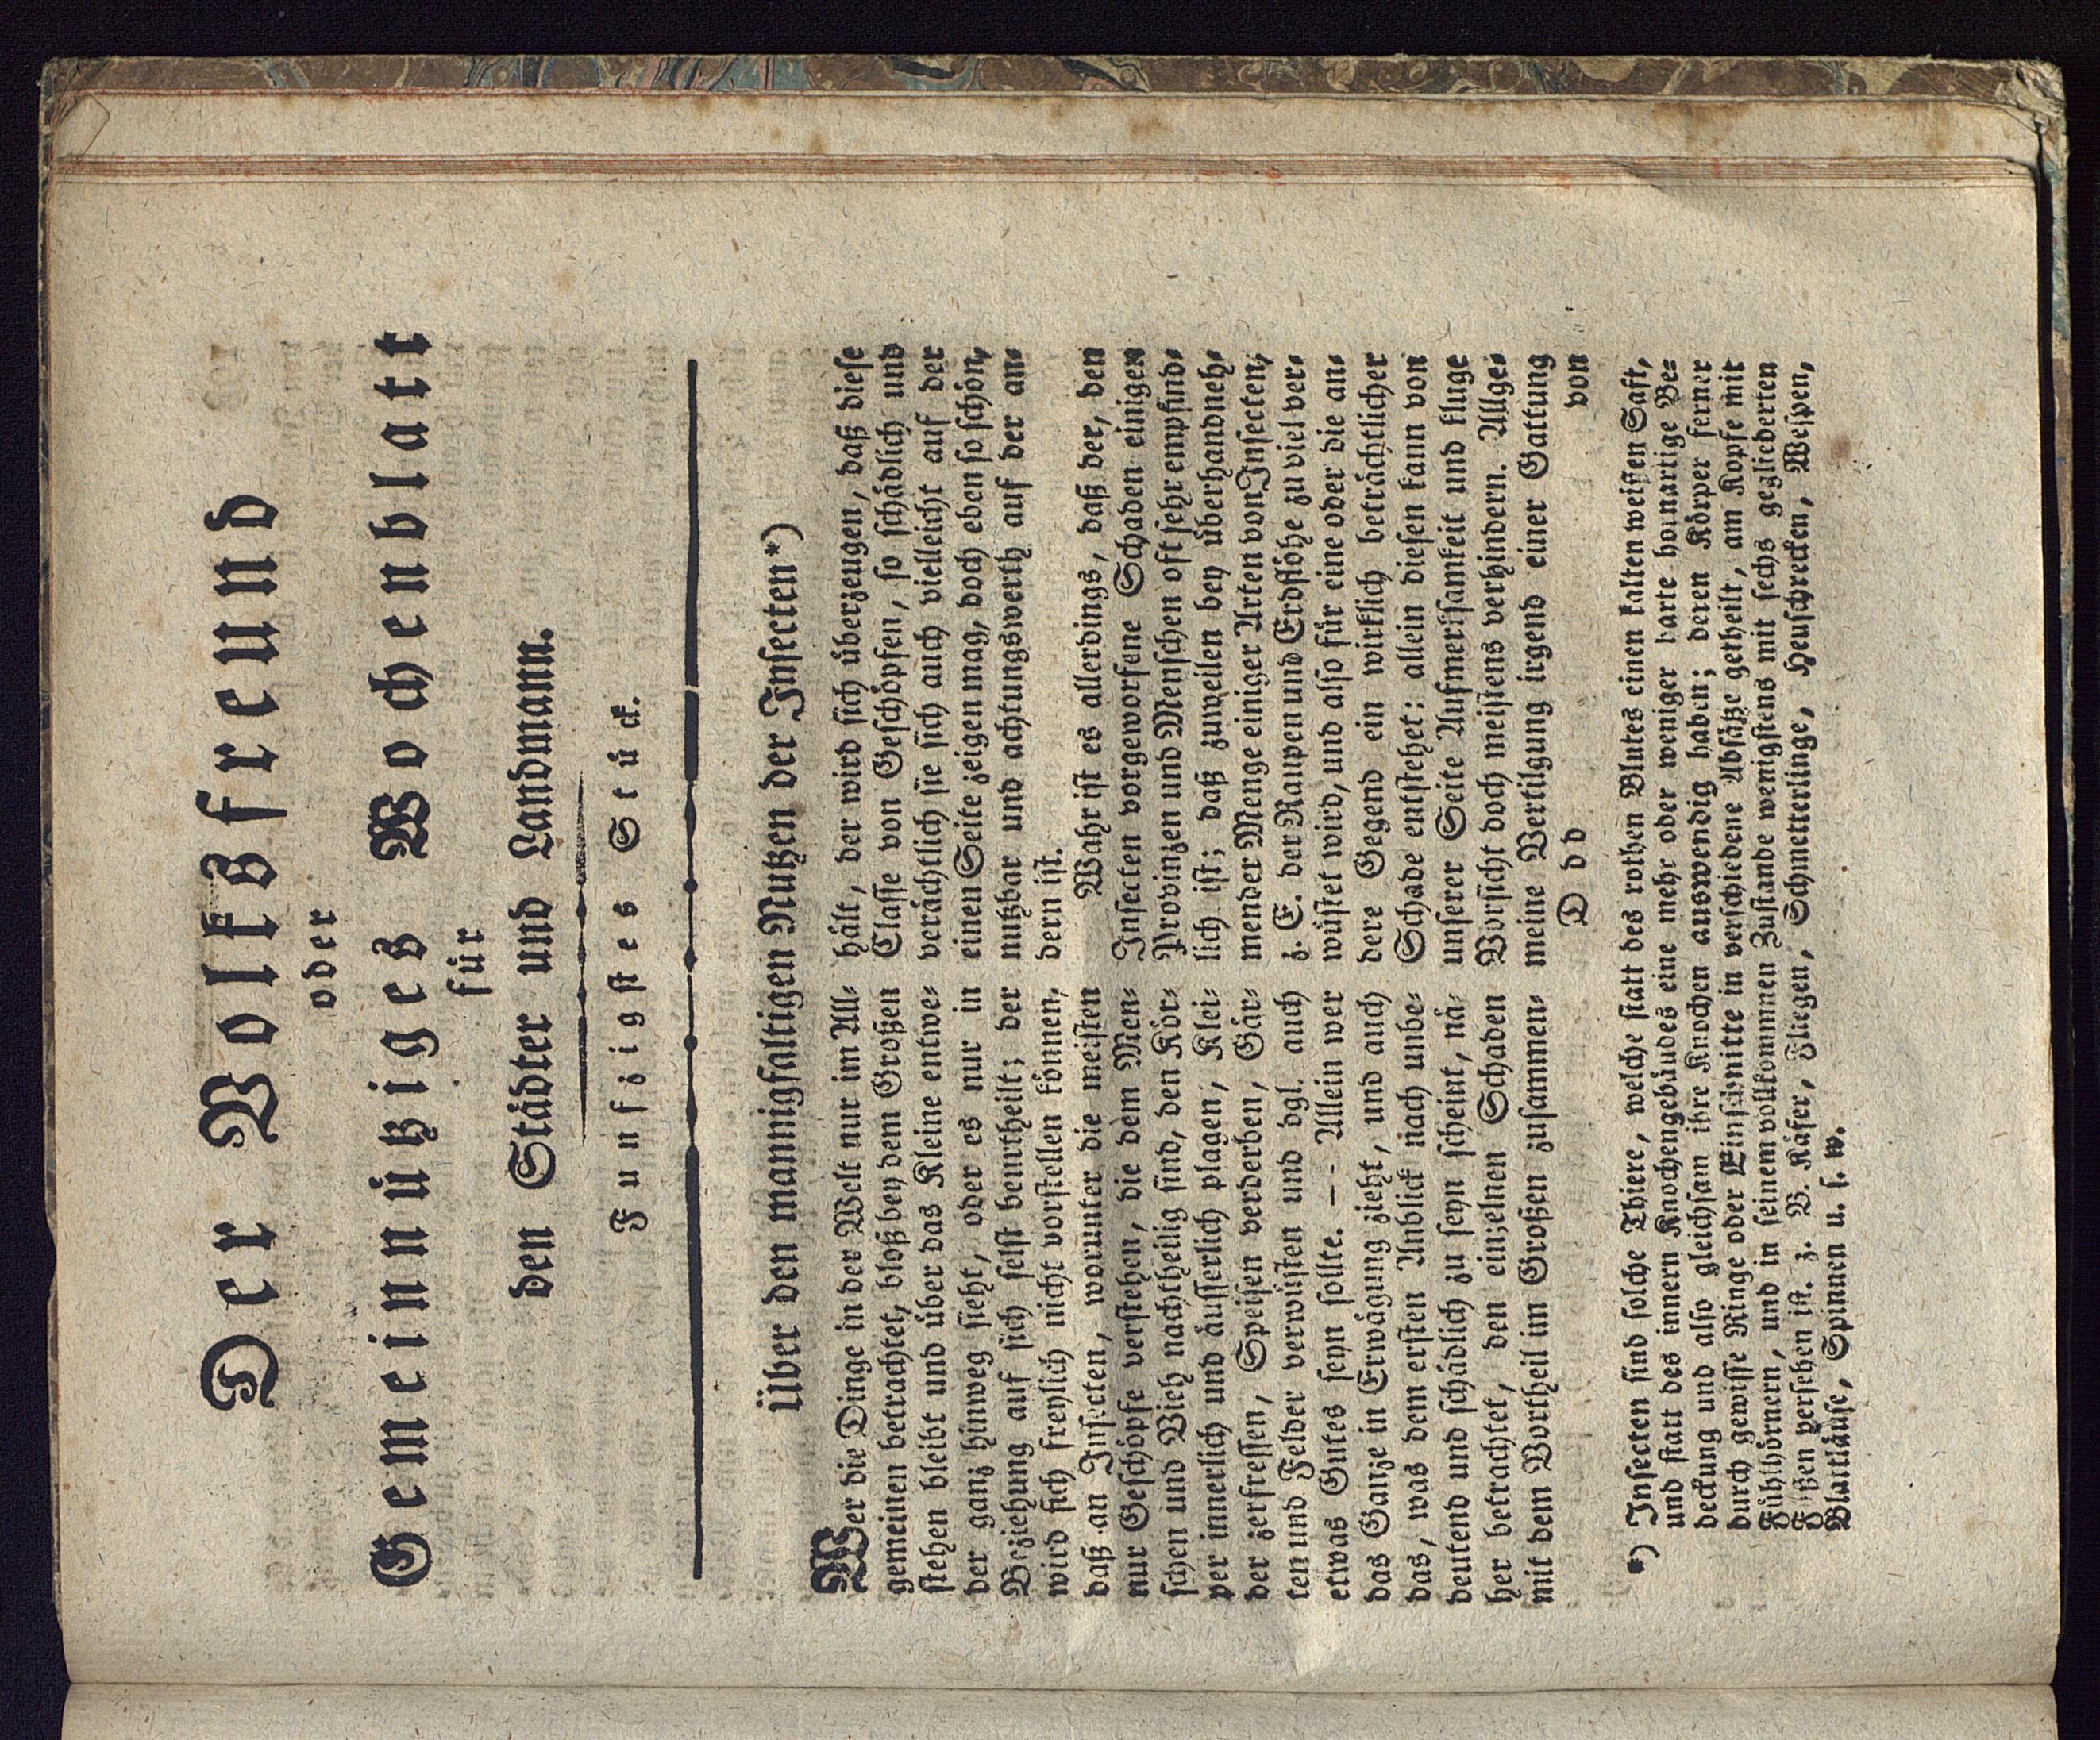 Der Volksfreund
oder
Gemeinnüziges Wochenblatt
für
den Städter und Landmann.
Funfzigstes Stück.
Über den mannigfaltigen Nutzen der Insecten*)
Wer die Dinge in der Welt nur im All-
gemeinen betrachtet, bloß bey dem Großen
stehen bleibt und über das Kleine entwe-
der ganz hinweg sieht, oder es nur in
Beziehung auf sich selst beurtheilt; der
wird sich freylich nicht vorstellen können,
daß an Insecten, worunter die meisten
nur Geschöpfe verstehen, die dem Men-
schen und Vieh nachtheilig sind, den Kör-
per innerlich und äusserlich plagen, Klei-
der zerfressen, Speisen verderben, Gär-
ten und Felder verwüsten und dgl. auch
etwas Gutes seyn sollte. — - Allein wer
das Ganze in Erwägung zieht, und auch
das, was dem ersten Anblick nach unbe-
deutend und schädlich zu seyn scheint, nä-
her betrachtet, den einzelnen Schaden
mit dem Vortheil im Großen zusammen-
hält, der wird sich überzeugen, daß diese
Classe von Geschöpfen, so schädlich und
verächtlich sie sich auch vielleicht auf der
einen Seite zeigen mag, doch eben so schön,
nutzbar und achtungswerth auf der an-
dern ist.
Wahr ist es allerdings, daß der, den
Insecten vorgeworfene Schaden einigen
Provinzen und Menschen oft sehr empfind-
lich ist; daß zuweilen bey überhandneh-
mender Menge einiger Arten von Insecten,
z. E. der Raupen und Erdflöhe zu viel ver-
wüstet wird, und also für eine oder die an-
dere Gegend ein wirklich beträchtlicher
Schade entstehet: allein diesen kann von
unserer Seite Aufmerksamkeit und kluge
Vorsicht doch meistens verhindern. Allge-
meine Vertilgung irgend einer Gattung
D d d
von
*) Insecten sind solche Thiere, welche statt des rothen Blutes einen kalten weißen Saft,
und statt des innern Knochengebäudes eine mehr oder weniger harte hornartige Be-
deckung und also gleichsam ihre Knochen auswendig haben; deren Körper ferner
durch gewisse Ringe oder Einschnitte in verschiedene Absätze getheilt, am Kopfe mit
Fühlhörnern, und in seinem vollkommnen Zustande wenigstens mit sechs gegliederten
Füßen versehen ist. z. B. Käfer, Fliegen, Schmetterlinge, Heuschrecken, Wespen,
Blattläuse, Spinnen u. s. w.